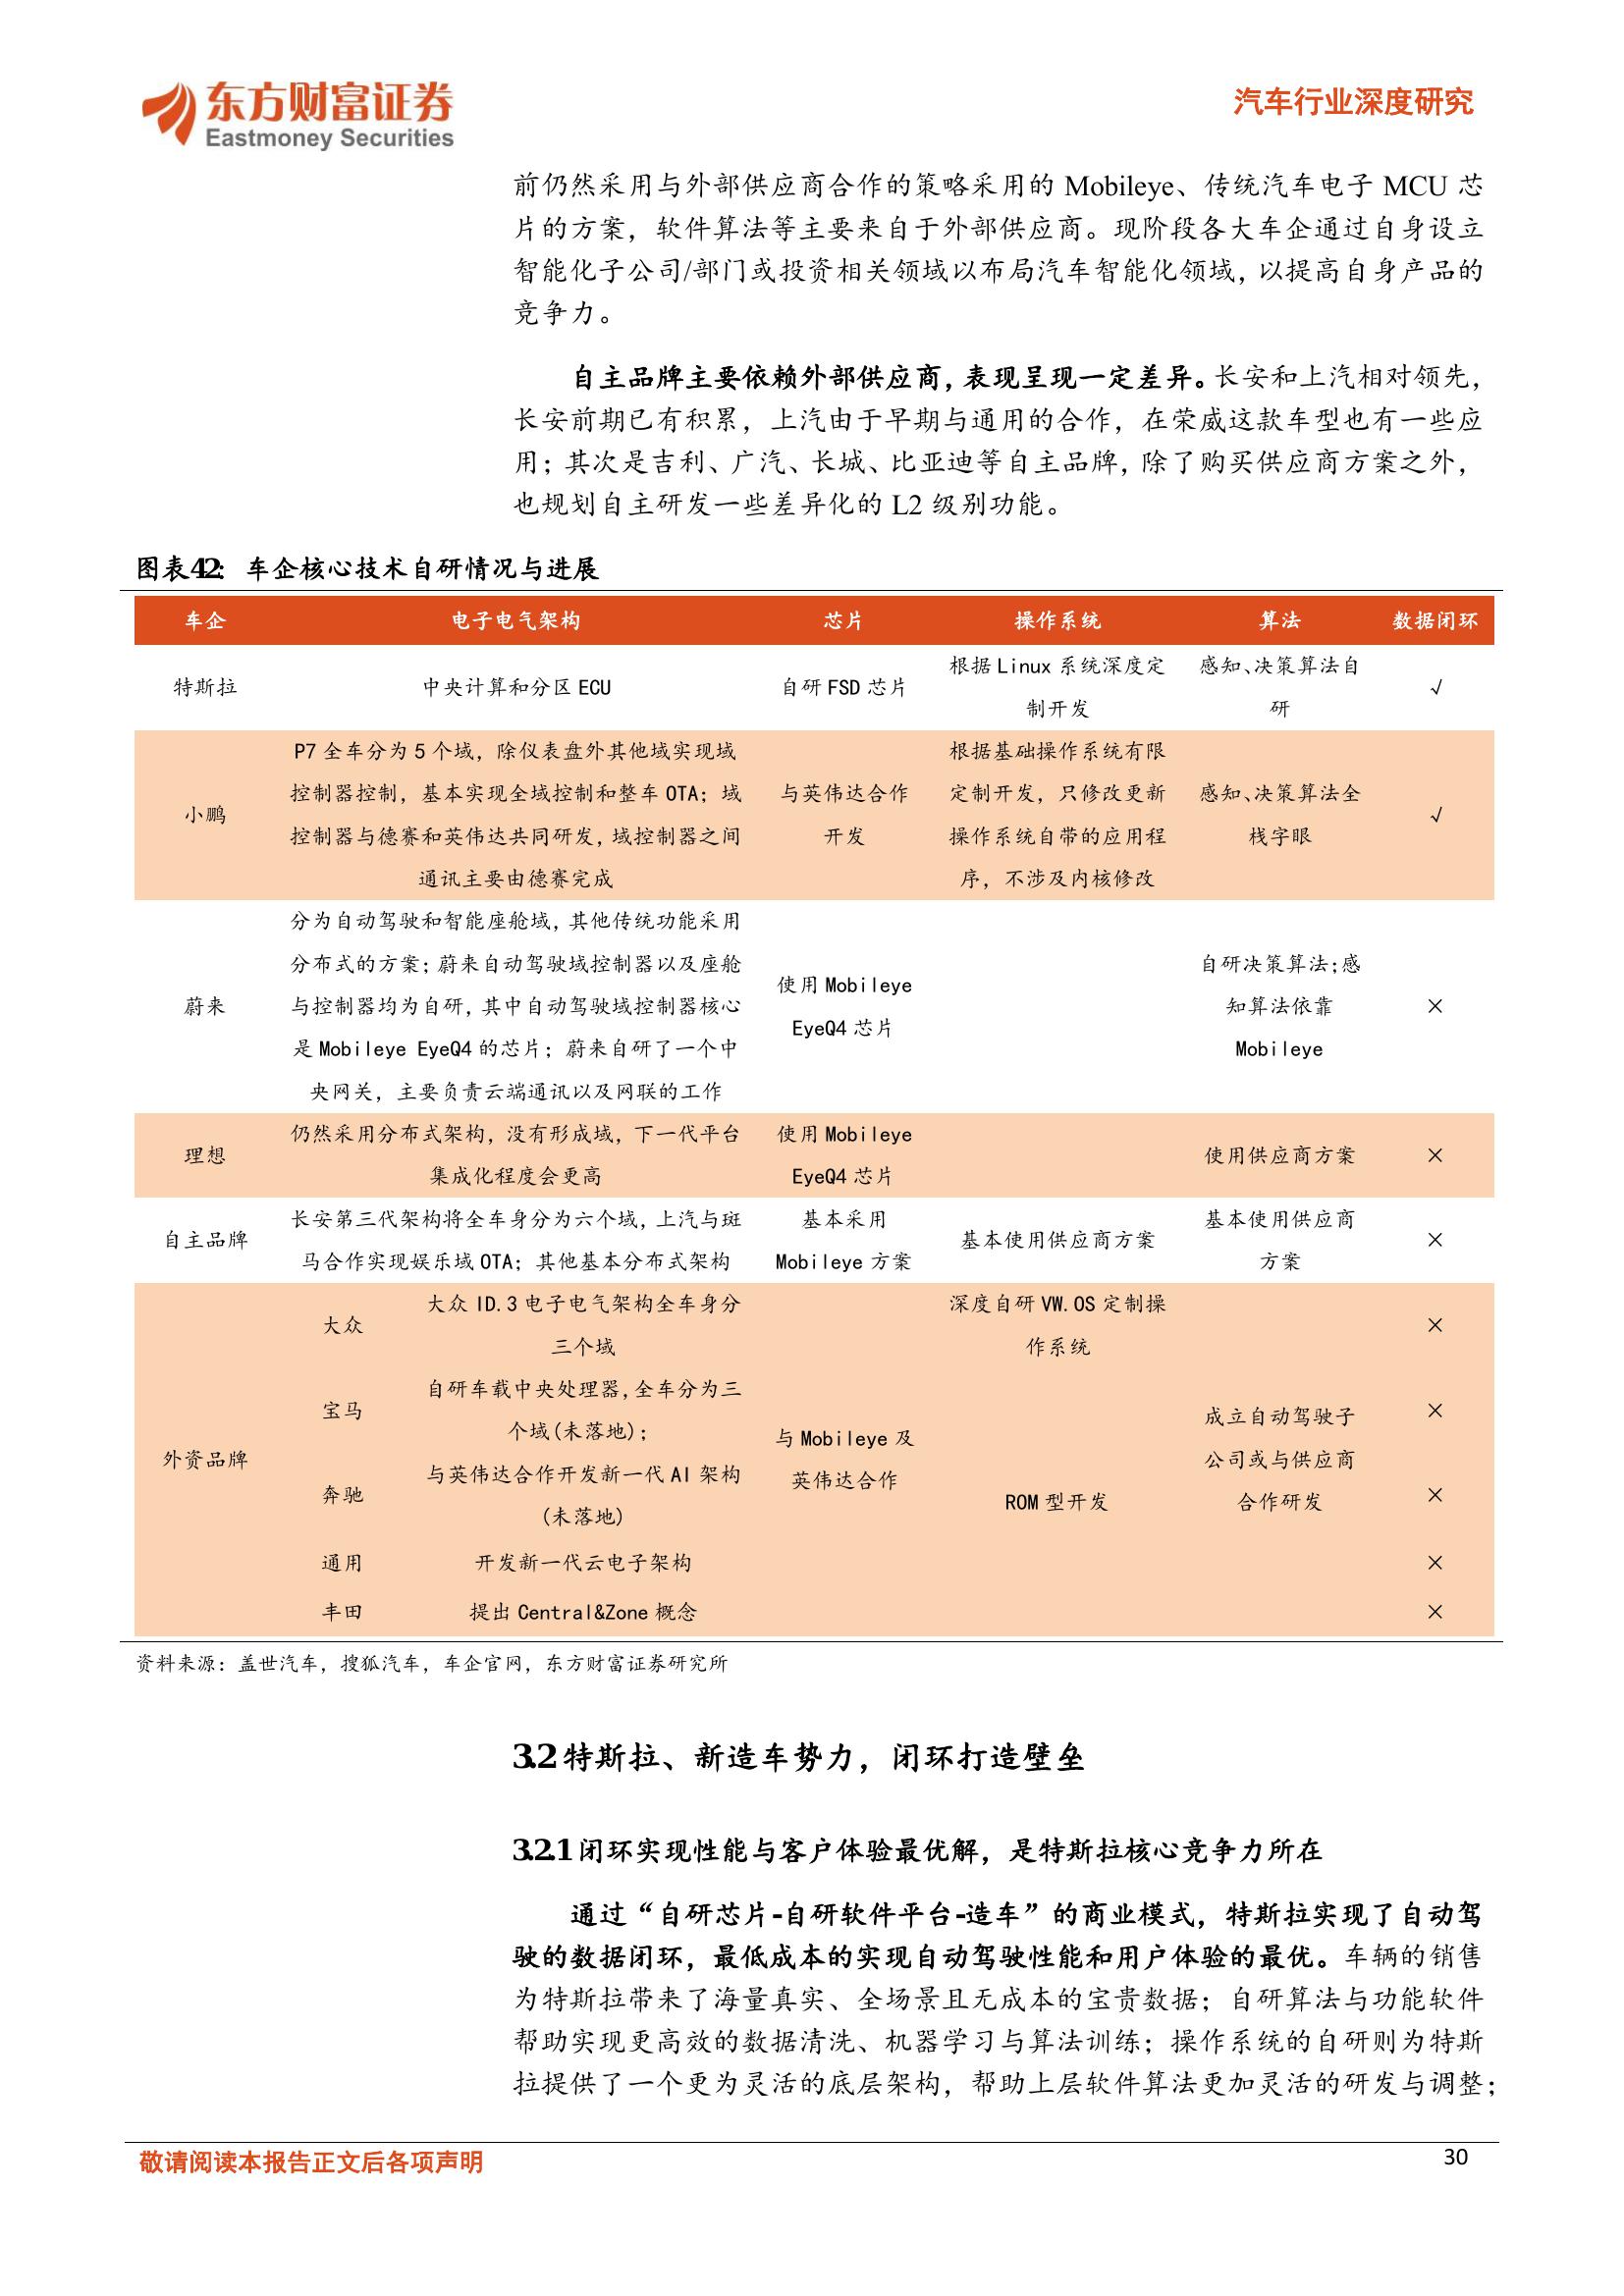 东方财富证券
Eastmoney Securities
汽车行业深度研究
前仍然采用与外部供应商合作的策略采用的 Mobileye、传统汽车电子 MCU 芯
片的方案，软件算法等主要来自于外部供应商。现阶段各大车企通过自身设立
智能化子公司/部门或投资相关领域以布局汽车智能化领域，以提高自身产品的
竞争力。
自主品牌主要依赖外部供应商，表现呈现一定差异。长安和上汽相对领先，
长安前期已有积累，上汽由于早期与通用的合作，在荣威这款车型也有一些应
用；其次是吉利、广汽、长城、比亚迪等自主品牌，除了购买供应商方案之外，
也规划自主研发一些差异化的 L2 级别功能。
图表42：车企核心技术自研情况与进展
车企 电子电气架构 芯片 操作系统 算法 数据闭环
特斯拉 中央计算和分区 ECU 自研 FSD 芯片
根据 Linux 系统深度定
制开发
感知、决策算法自
研
√
小鹏
P7 全车分为 5 个域，除仪表盘外其他域实现域
控制器控制，基本实现全域控制和整车 OTA；域
控制器与德赛和英伟达共同研发，域控制器之间
通讯主要由德赛完成
与英伟达合作
开发
根据基础操作系统有限
定制开发，只修改更新
操作系统自带的应用程
序，不涉及内核修改
感知、决策算法全
栈字眼
√
蔚来
分为自动驾驶和智能座舱域，其他传统功能采用
分布式的方案；蔚来自动驾驶域控制器以及座舱
与控制器均为自研，其中自动驾驶域控制器核心
是 Mobileye EyeQ4 的芯片；蔚来自研了一个中
央网关，主要负责云端通讯以及网联的工作
使用 Mobileye
EyeQ4 芯片
自研决策算法；感
知算法依靠
Mobileye
×
理想
仍然采用分布式架构，没有形成域，下一代平台
集成化程度会更高
使用 Mobileye
EyeQ4 芯片
使用供应商方案
×
自主品牌
长安第三代架构将全车身分为六个域，上汽与斑
马合作实现娱乐域 OTA；其他基本分布式架构
基本采用
Mobileye 方案
基本使用供应商方案
基本使用供应商
方案
×
外资品牌
大众
大众 ID.3 电子电气架构全车身分
三个域
与 Mobileye 及
英伟达合作
深度自研 VW.OS 定制操
作系统
×
宝马
自研车载中央处理器，全车分为三
个域(未落地)；
ROM 型开发
成立自动驾驶子
公司或与供应商
合作研发
×
奔驰
与英伟达合作开发新一代 AI 架构
(未落地)
×
通用 开发新一代云电子架构 ×
丰田 提出 Central&Zone 概念 ×
资料来源：盖世汽车，搜狐汽车，车企官网，东方财富证券研究所
3.2 特斯拉、新造车势力，闭环打造壁垒
3.2.1 闭环实现性能与客户体验最优解，是特斯拉核心竞争力所在
通过“自研芯片-自研软件平台-造车”的商业模式，特斯拉实现了自动驾
驶的数据闭环，最低成本的实现自动驾驶性能和用户体验的最优。车辆的销售
为特斯拉带来了海量真实、全场景且无成本的宝贵数据；自研算法与功能软件
帮助实现更高效的数据清洗、机器学习与算法训练；操作系统的自研则为特斯
拉提供了一个更为灵活的底层架构，帮助上层软件算法更加灵活的研发与调整；
敬请阅读本报告正文后各项声明
30